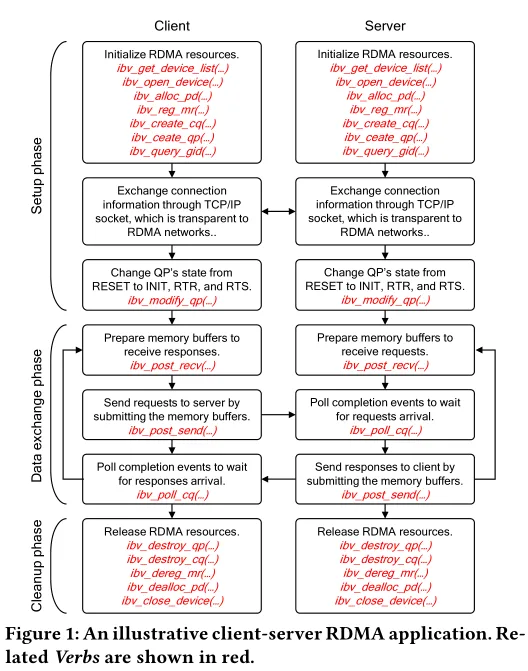 Client
Server
Setup phase
Initialize RDMA resources.
ibv_get_device_list(…)
ibv_open_device(…)
ibv_alloc_pd(…)
ibv_reg_mr(…)
ibv_create_cq(…)
ibv_ceate_qp(…)
ibv_query_gid(…)
Initialize RDMA resources.
ibv_get_device_list(…)
ibv_open_device(…)
ibv_alloc_pd(…)
ibv_reg_mr(…)
ibv_create_cq(…)
ibv_ceate_qp(…)
ibv_query_gid(…)
Exchange connection
information through TCP/IP
socket, which is transparent to
RDMA networks..
Exchange connection
information through TCP/IP
socket, which is transparent to
RDMA networks..
Change QP's state from
RESET to INIT, RTR, and RTS.
ibv_modify_qp(…)
Change QP's state from
RESET to INIT, RTR, and RTS.
ibv_modify_qp(…)
Data exchange phase
Prepare memory buffers to
receive responses.
ibv_post_recv(…)
Prepare memory buffers to
receive requests.
ibv_post_recv(…)
Send requests to server by
submitting the memory buffers.
ibv_post_send(…)
Poll completion events to wait
for requests arrival.
ibv_poll_cq(…)
Poll completion events to wait
for responses arrival.
ibv_poll_cq(…)
Send responses to client by
submitting the memory buffers.
ibv_post_send(…)
Cleanup phase
Release RDMA resources.
ibv_destroy_qp(…)
ibv_destroy_cq(…)
ibv_dereg_mr(…)
ibv_dealloc_pd(…)
ibv_close_device(…)
Release RDMA resources.
ibv_destroy_qp(…)
ibv_destroy_cq(…)
ibv_dereg_mr(…)
ibv_dealloc_pd(…)
ibv_close_device(…)
Figure 1: An illustrative client-server RDMA application. Re-
lated Verbs are shown in red.